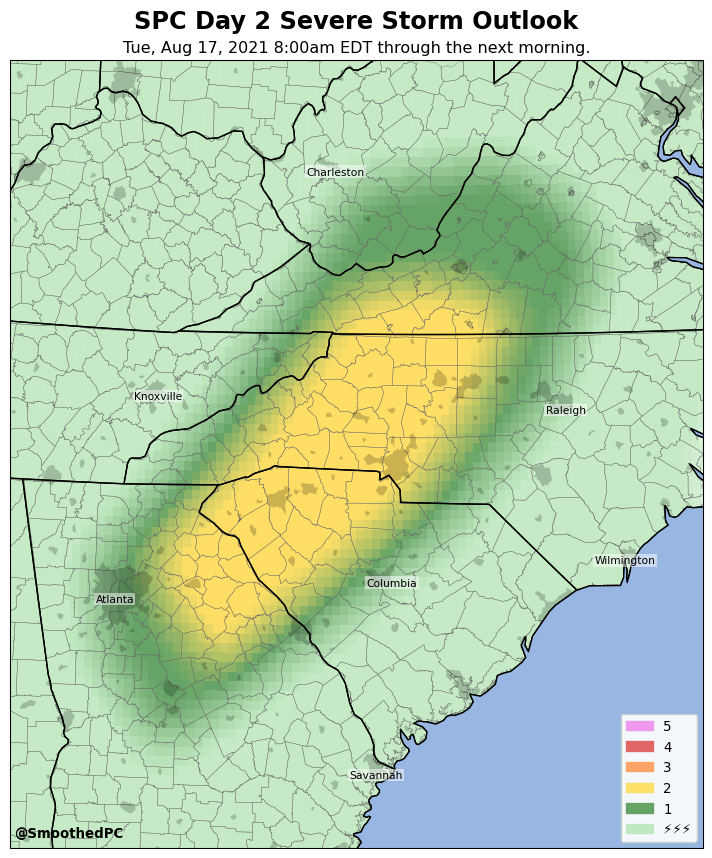 SPC Day 2 Severe Storm Outlook
Tue, Aug 17, 2021 8:00am EDT through the next morning.
Charleston
Knoxville
Raleigh
Wilmington
Columbia
Atlanta
Savannah
5
4
3
2
1
⚡⚡⚡
@SmoothedPC